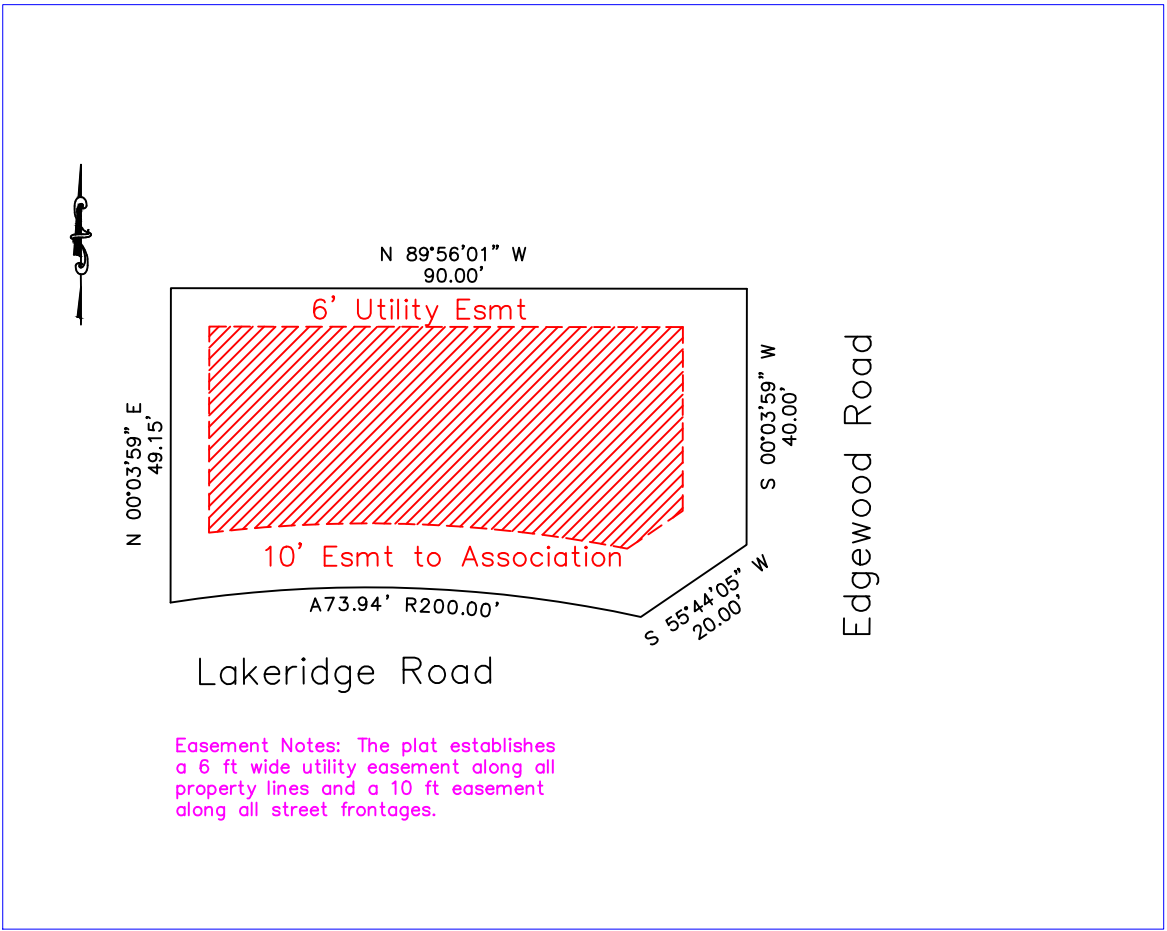 N 89°56'01" W
90.00'
6' Utility Esmt
N 00°03'59" E
49.15'
S 00°03'59" W
40.00'
Edgewood Road
10' Esmt to Association
A73.94' R200.00'
S 55°44'05" W
20.00'
Lakeridge Road
Easement Notes: The plat establishes
a 6 ft wide utility easement along all
property lines and a 10 ft easement
along all street frontages.